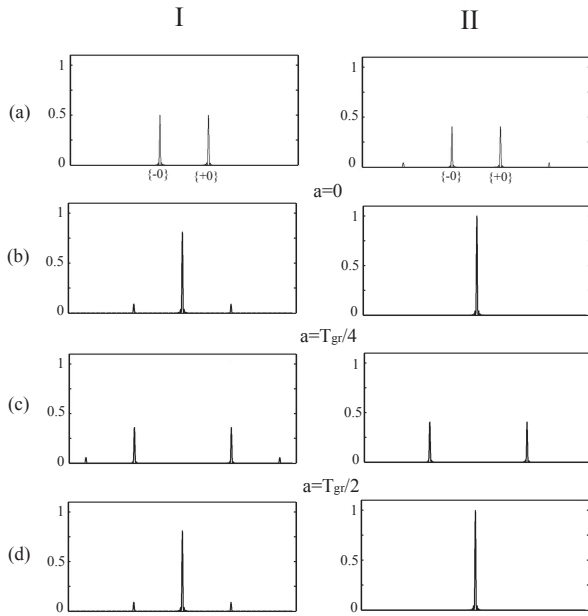 I II
(a) 1 0.5 0 {-0} {+0} 1 0.5 0 {-0} {+0}
a=0
(b) 1 0.5 0 1 0.5 0
a=Tgr/4
(c) 1 0.5 0 1 0.5 0
a=Tgr/2
(d) 1 0.5 0 1 0.5 0